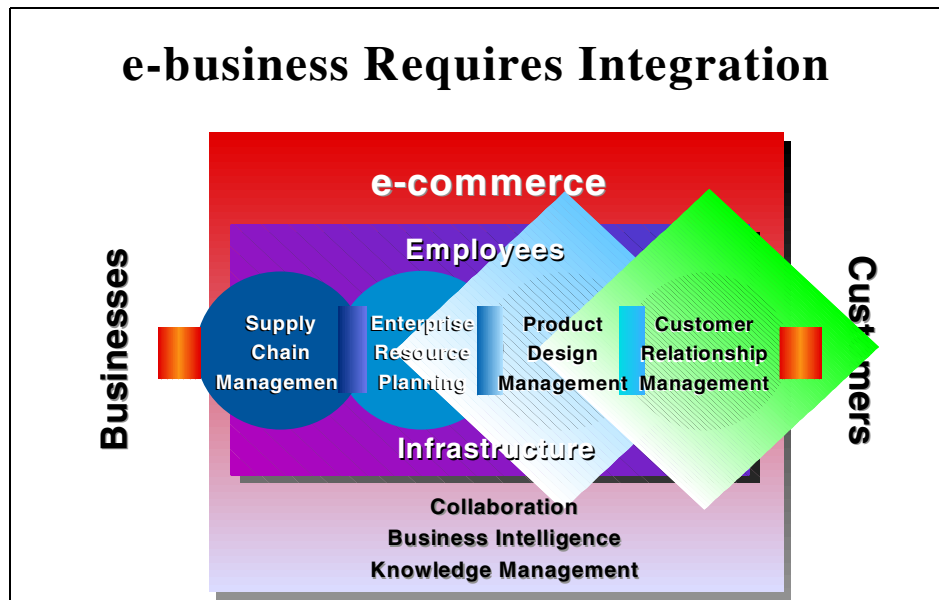 e-business Requires Integration
e-commerce
Employees
Businesses
Supply
Chain
Managemen
Enterprise
Resource
Planning
Product
Design
Management
Customer
Relationship
Management
Customers
Infrastructure
Collaboration
Business Intelligence
Knowledge Management